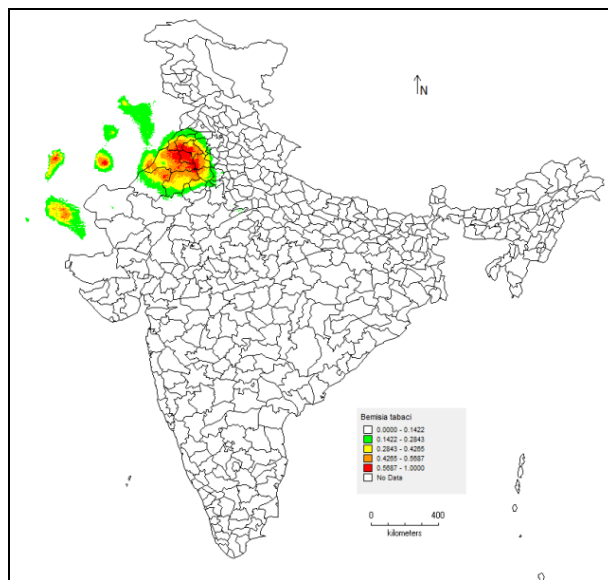 N
Bemisia tabaci
0.0000 - 0.1422
0.1422 - 0.2843
0.2843 - 0.4265
0.4265 - 0.5687
0.5687 - 1.0000
No Data
0 400
kilometers